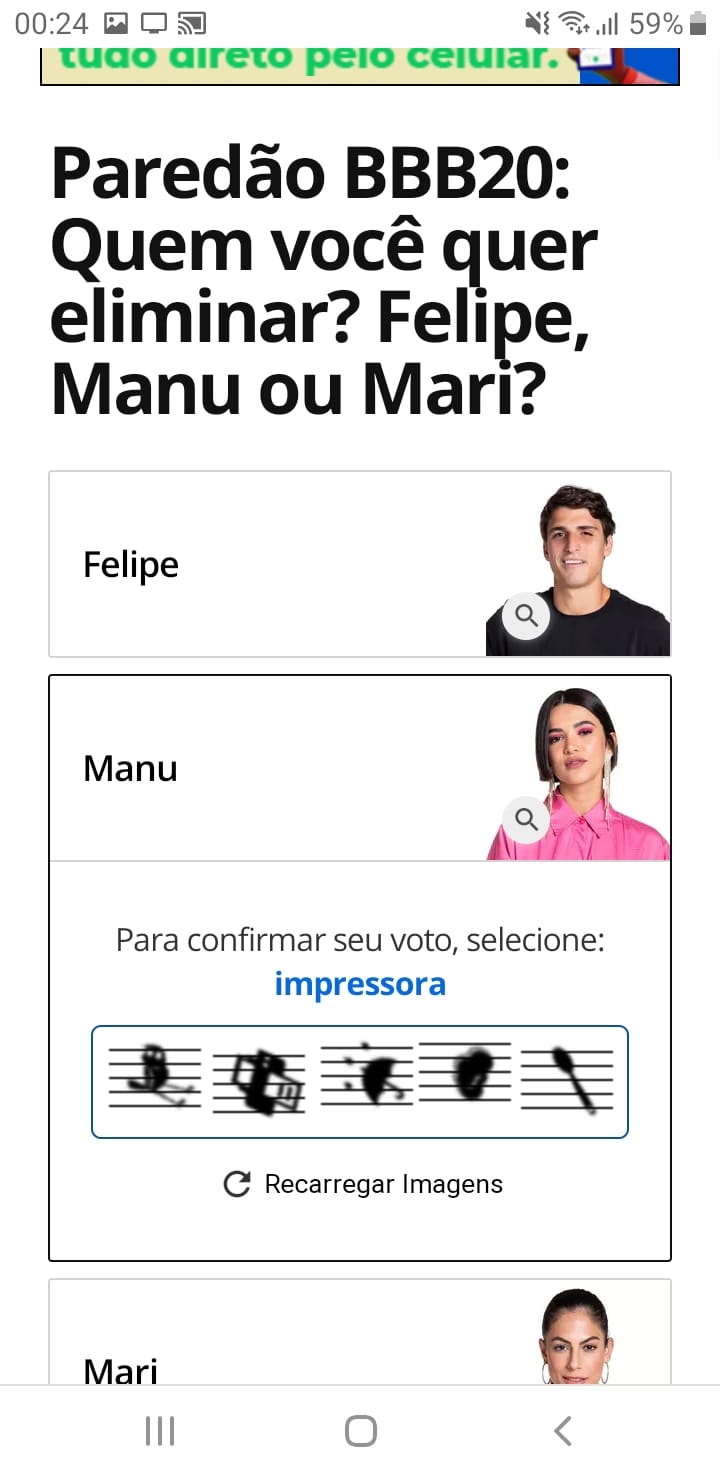 00:24
59%
tudo direto pelo celular.
Paredão BBB20:
Quem você quer
eliminar? Felipe,
Manu ou Mari?
Felipe
Manu
Para confirmar seu voto, selecione:
impressora
Recarregar Imagens
Mari